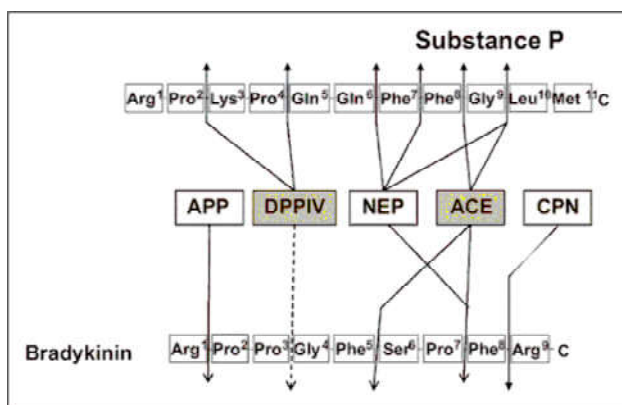 Substance P
Arg1 Pro2 Lys3 Pro4 Gln5 Gln6 Phe7 Phe8 Gly9 Leu10 Met 11C
APP DPPIV NEP ACE CPN
Bradykinin Arg1 Pro2 Pro3 Gly4 Phe5 Ser6 Pro7 Phe8 Arg9 C